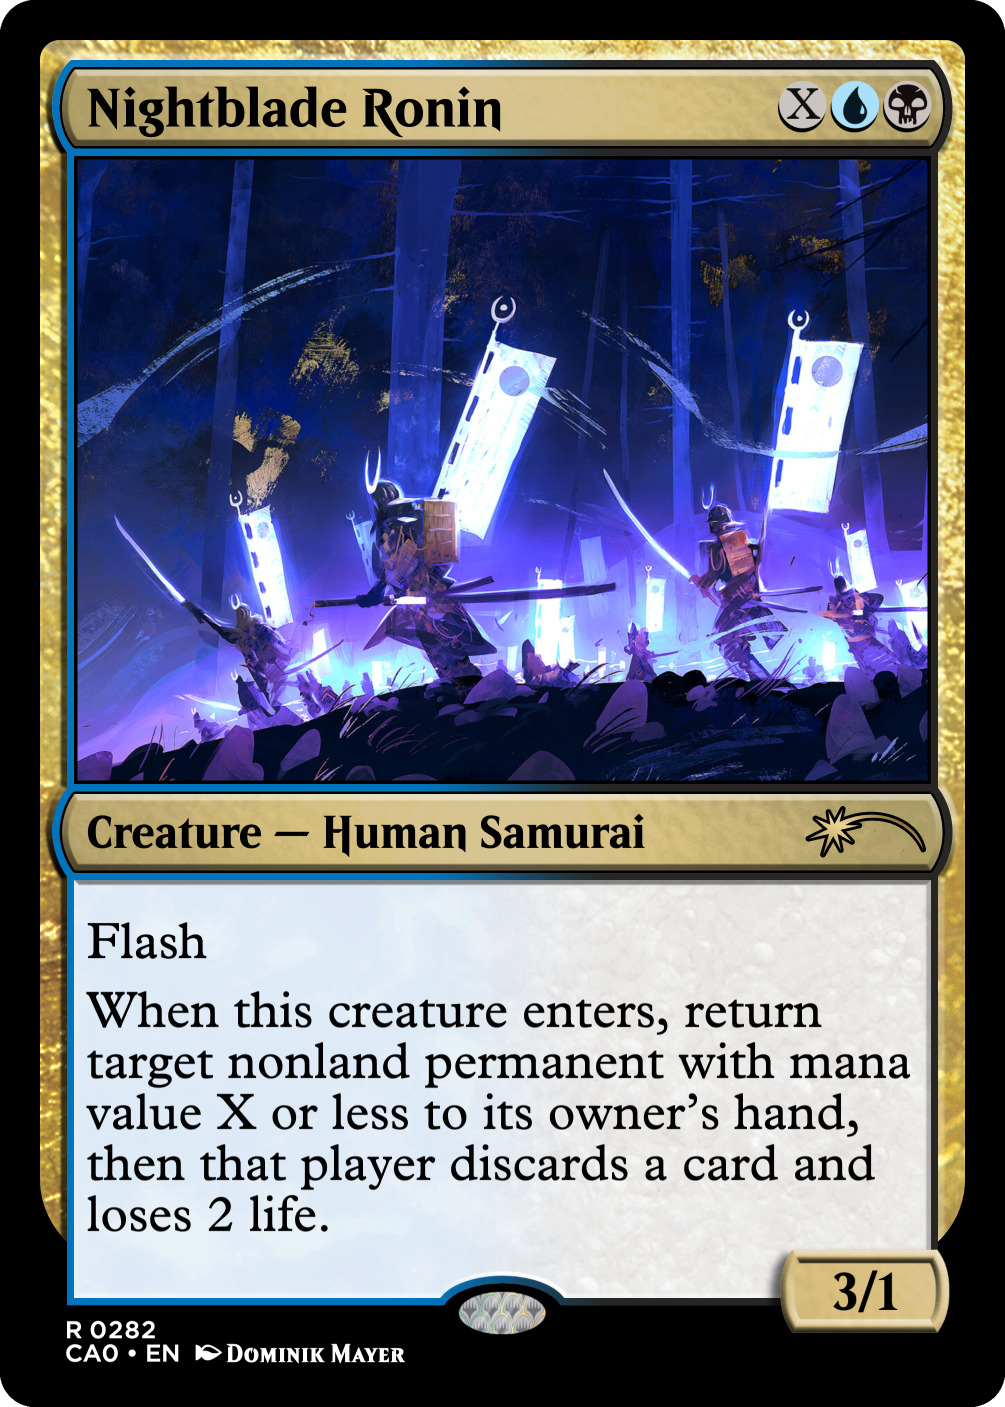 Nightblade Ronin X
Creature — Human Samurai
Flash
When this creature enters, return
target nonland permanent with mana
value X or less to its owner's hand,
then that player discards a card and
loses 2 life.
3/1
R 0282
CAO • EN DOMINIK MAYER